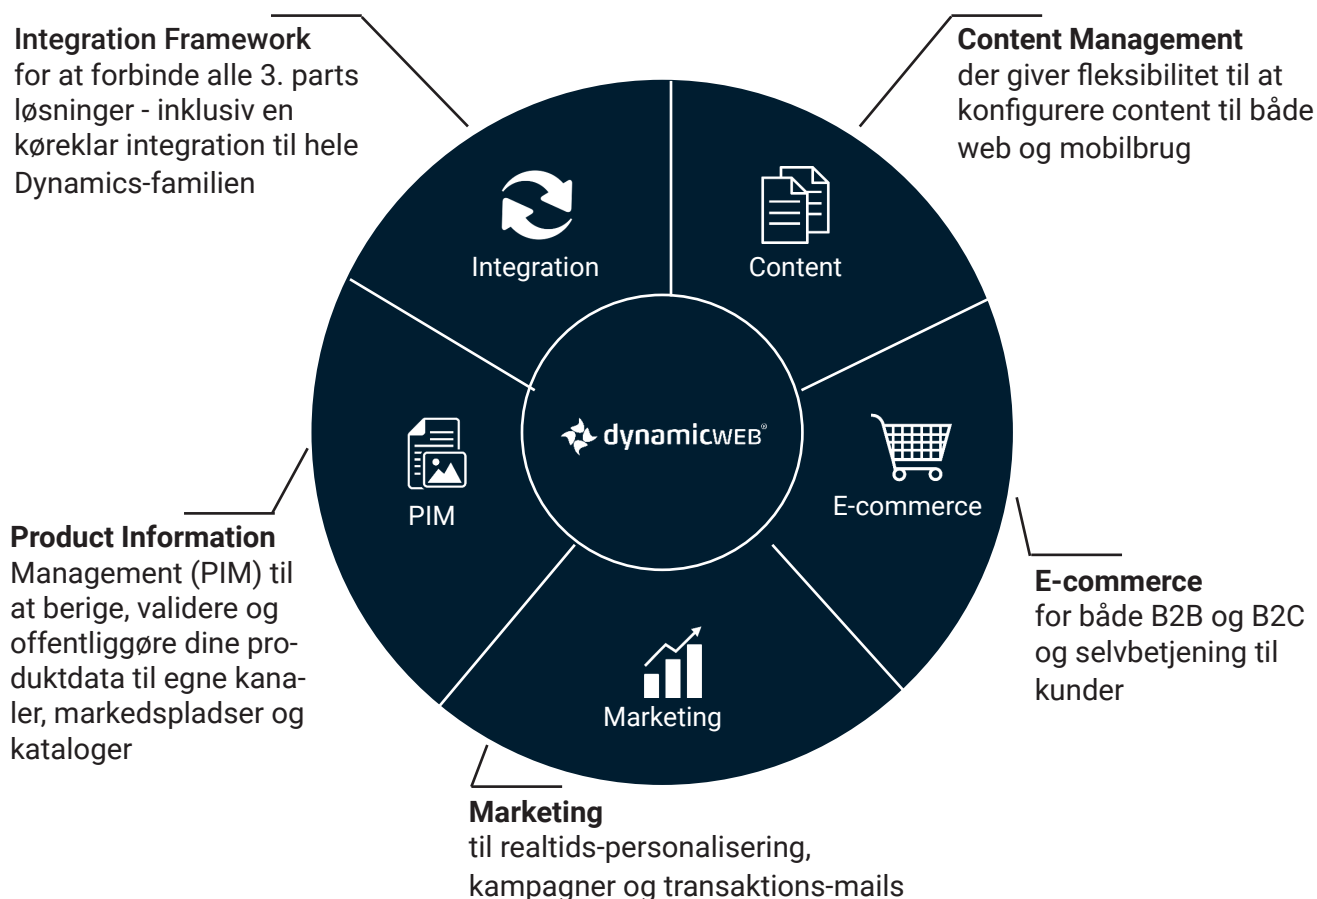 Integration Framework
for at forbinde alle 3. parts
løsninger - inklusiv en
køreklar integration til hele
Dynamics-familien
Content Management
der giver fleksibilitet til at
konfigurere content til både
web og mobilbrug
Integration
Content
dynamicWEB®
PIM
E-commerce
Marketing
Product Information
Management (PIM) til
at berige, validere og
offentliggøre dine pro-
duktdata til egne kana-
ler, markedspladser og
kataloger
E-commerce
for både B2B og B2C
og selvbetjening til
kunder
Marketing
til realtids-personalisering,
kampagner og transaktions-mails